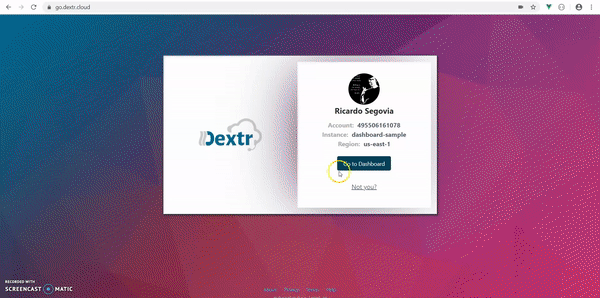 go.dextr.cloud
Dextr
Ricardo Segovia
Account: 495506161078
Instance: dashboard-sample
Region: us-east-1
Go to Dashboard
Not you?
RECORDED WITH
SCREENCAST MATIC